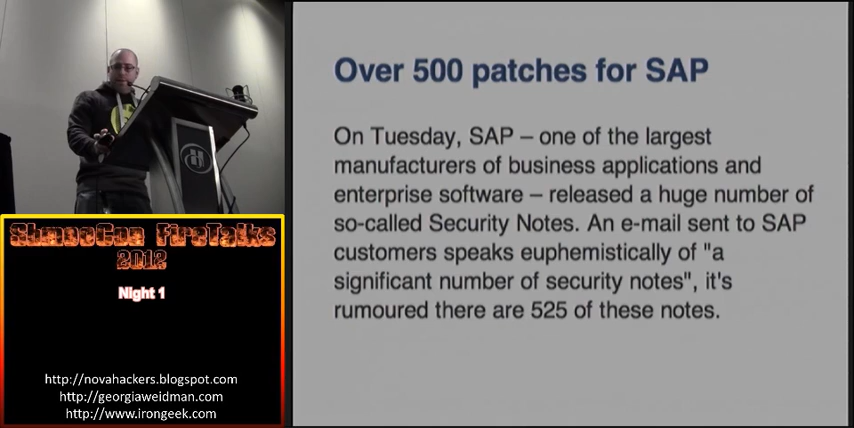 Over 500 patches for SAP
On Tuesday, SAP – one of the largest
manufacturers of business applications and
enterprise software – released a huge number of
so-called Security Notes. An e-mail sent to SAP
customers speaks euphemistically of "a
significant number of security notes", it's
rumoured there are 525 of these notes.
ShmooCon FireTalks
2012
Night 1
http://novahackers.blogspot.com
http://georgiaweidman.com
http://www.irongeek.com